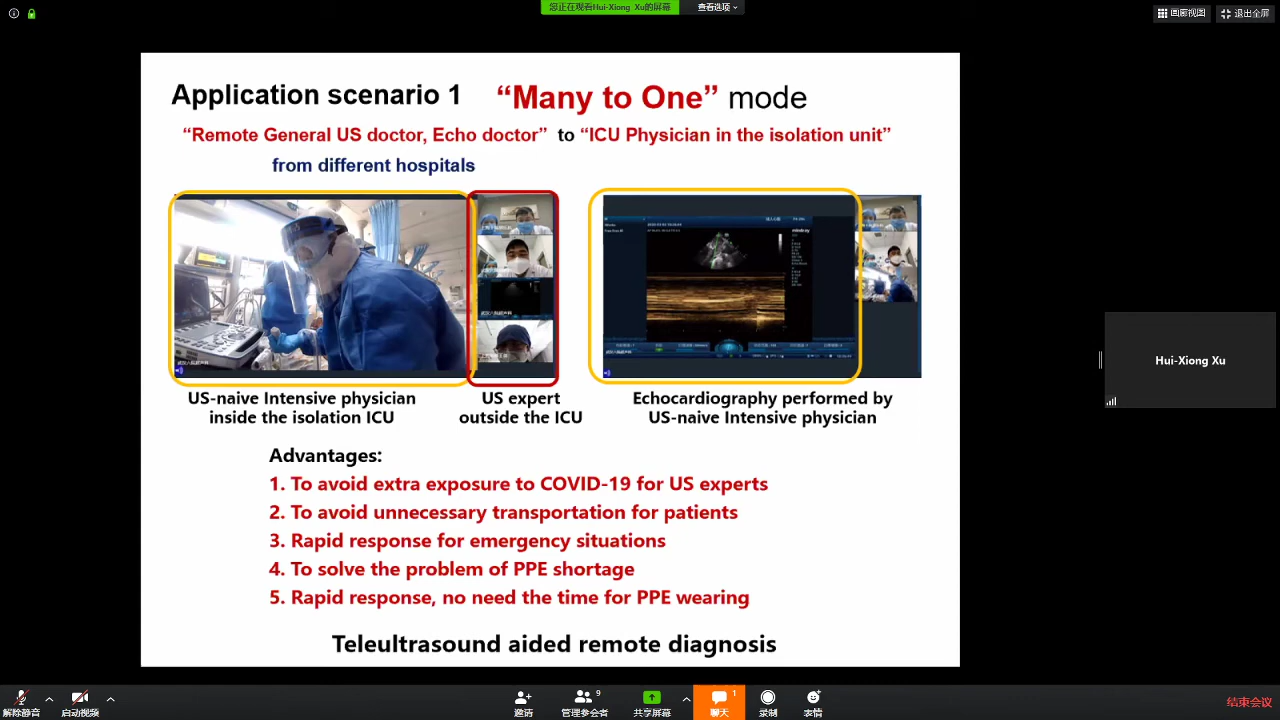 您正在观看Hui-Xiong Xu的屏幕
查看选项
画廊视图
退出全屏
Application scenario 1 “Many to One” mode
“Remote General US doctor, Echo doctor” to “ICU Physician in the isolation unit”
from different hospitals
US-naive Intensive physician
inside the isolation ICU
US expert
outside the ICU
Echocardiography performed by
US-naive Intensive physician
Advantages:
1. To avoid extra exposure to COVID-19 for US experts
2. To avoid unnecessary transportation for patients
3. Rapid response for emergency situations
4. To solve the problem of PPE shortage
5. Rapid response, no need the time for PPE wearing
Teleultrasound aided remote diagnosis
Hui-Xiong Xu
解除静音
启动视频
邀请
9
管理参会者
共享屏幕
1
聊天
录制
表情
结束会议